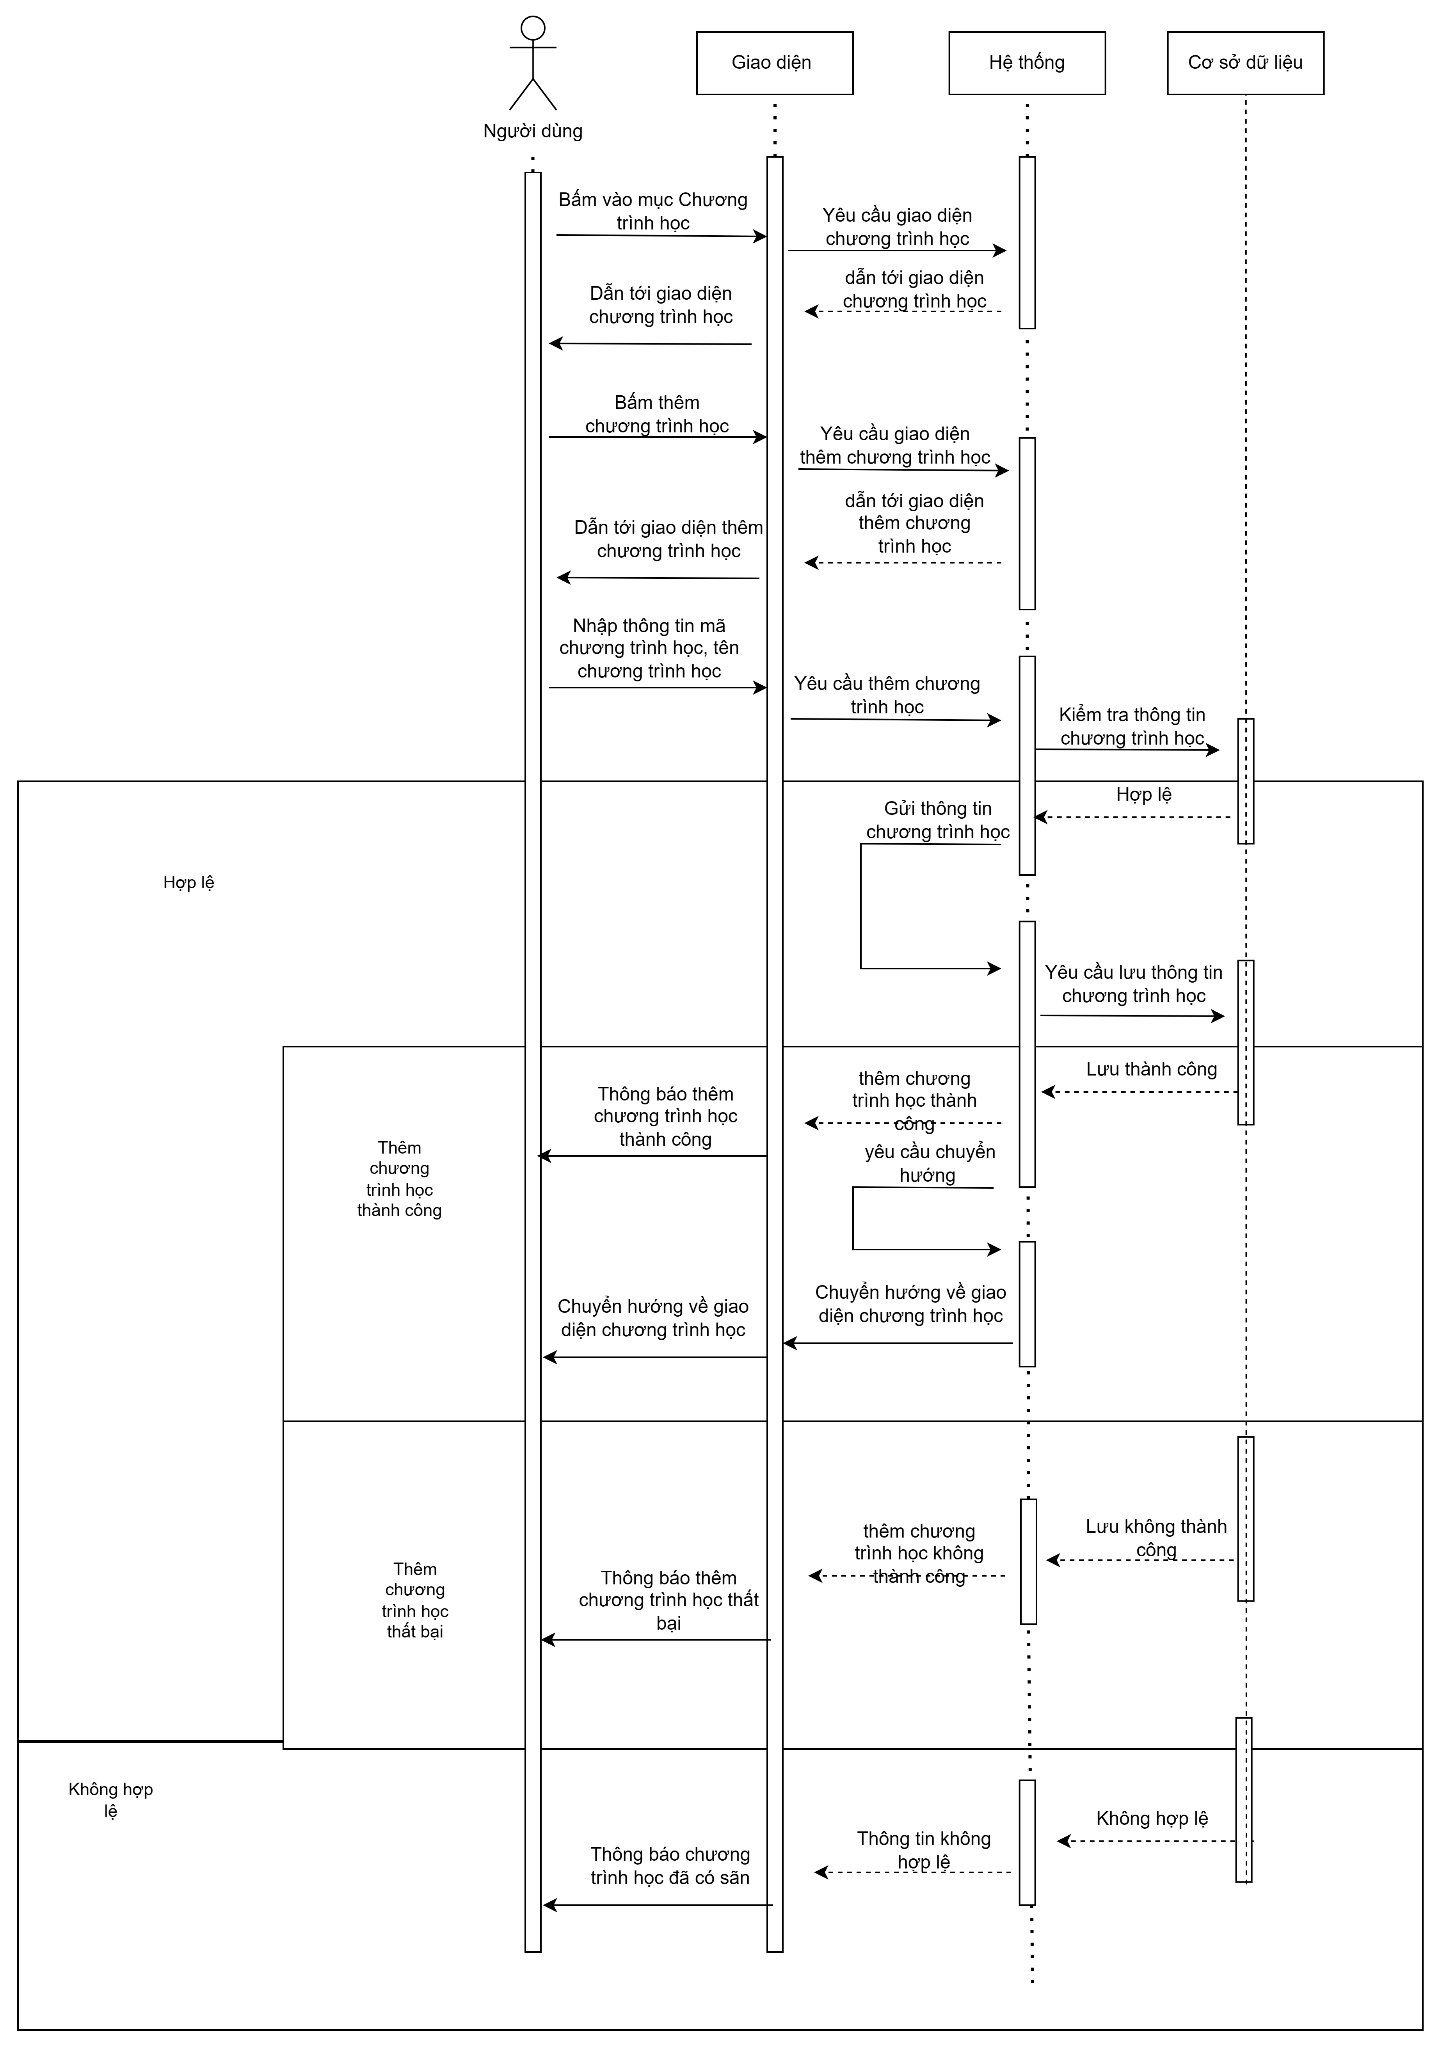 Người dùng
Giao diện
Hệ thống
Cơ sở dữ liệu
Bấm vào mục Chương
trình học
Yêu cầu giao diện
chương trình học
dẫn tới giao diện
chương trình học
Dẫn tới giao diện
chương trình học
Bấm thêm
chương trình học
Yêu cầu giao diện
thêm chương trình học
dẫn tới giao diện
thêm chương
trình học
Dẫn tới giao diện thêm
chương trình học
Nhập thông tin mã
chương trình học, tên
chương trình học
Yêu cầu thêm chương
trình học
Kiểm tra thông tin
chương trình học
Hợp lệ
Gửi thông tin
chương trình học
Hợp lệ
Yêu cầu lưu thông tin
chương trình học
Lưu thành công
thêm chương
trình học thành
công
Thông báo thêm
chương trình học
thành công
Thêm
chương
trình học
thành công
yêu cầu chuyển
hướng
Chuyển hướng về giao
diện chương trình học
Chuyển hướng về giao
diện chương trình học
Lưu không thành
công
thêm chương
trình học không
thành công
Thông báo thêm
chương trình học thất
bại
Thêm
chương
trình học
thất bại
Không hợp
lệ
Không hợp lệ
Thông tin không
hợp lệ
Thông báo chương
trình học đã có sãn